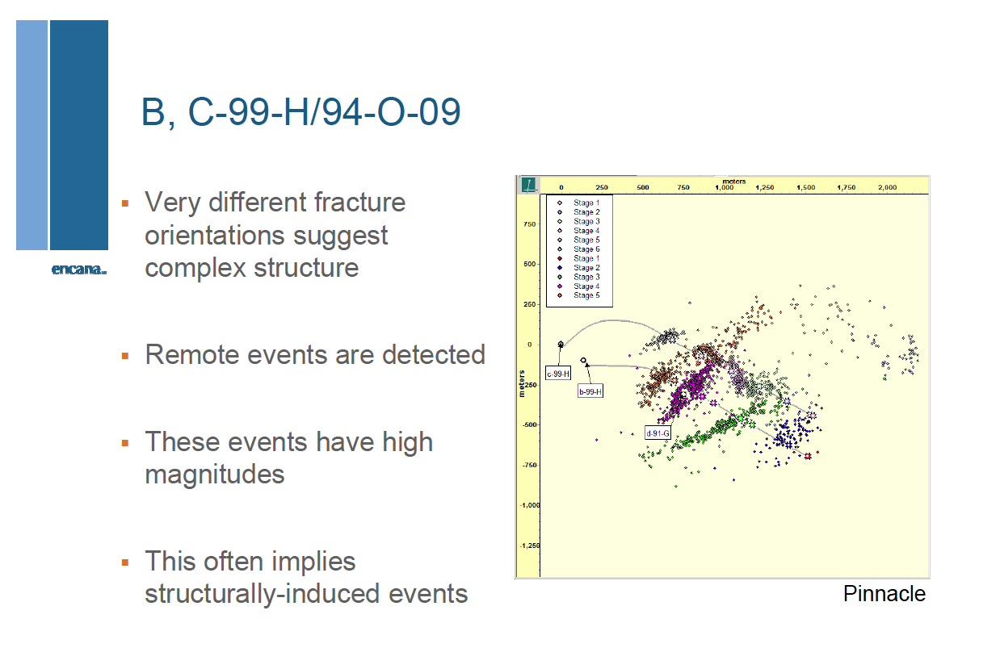 B, C-99-H/94-O-09
Very different fracture
orientations suggest
complex structure
encana
Remote events are detected
These events have high
magnitudes
This often implies
structurally-induced events
meters
0 250 500 750 1,000 1,250 1,500 1,750 2,000
Stage 1
Stage 2
Stage 3
Stage 4
Stage 5
Stage 6
Stage 1
Stage 2
Stage 3
Stage 4
Stage 5
750
500
250
0
meters
-250
-500
-750
-1,000
-1,250
c-99-H
b-99-H
d-91-G
Pinnacle